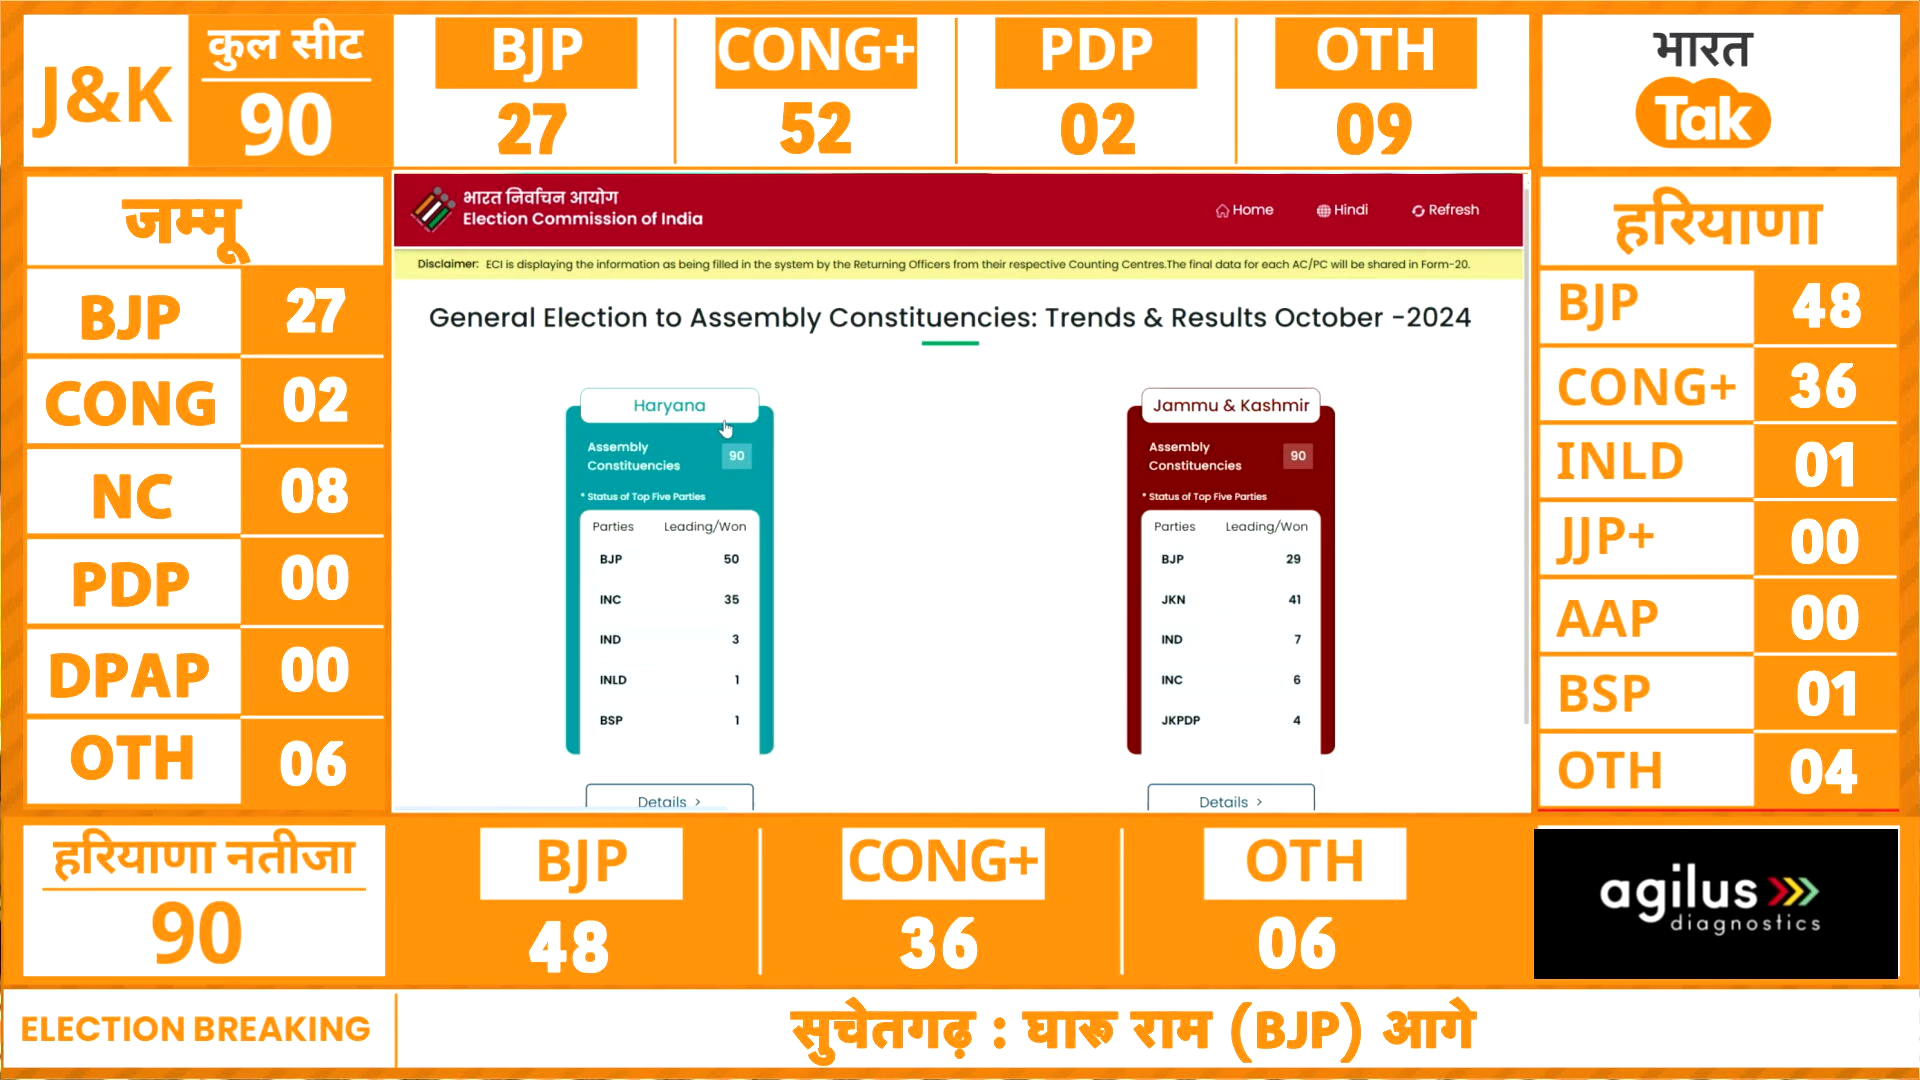 J&K
कुल सीट
90
BJP
27
CONG+
52
PDP
02
OTH
09
भारत
Tak
जम्मू
BJP 27
CONG 02
NC 08
PDP 00
DPAP 00
OTH 06
भारत निर्वाचन आयोग
Election Commission of India
Home Hindi Refresh
Disclaimer: ECI is displaying the information as being filled in the system by the Returning Officers from their respective Counting Centres.The final data for each AC/PC will be shared in Form-20.
General Election to Assembly Constituencies: Trends & Results October -2024
Haryana
Assembly
Constituencies
90
* Status of Top Five Parties
Parties Leading/Won
BJP 50
INC 35
IND 3
INLD 1
BSP 1
Details >
Jammu & Kashmir
Assembly
Constituencies
90
* Status of Top Five Parties
Parties Leading/Won
BJP 29
JKN 41
IND 7
INC 6
JKPDP 4
Details >
हरियाणा
BJP 48
CONG+ 36
INLD 01
JJP+ 00
AAP 00
BSP 01
OTH 04
हरियाणा नतीजा
90
BJP
48
CONG+
36
OTH
06
agilus
diagnostics
ELECTION BREAKING
सुचेतगढ़ : घारू राम (BJP) आगे